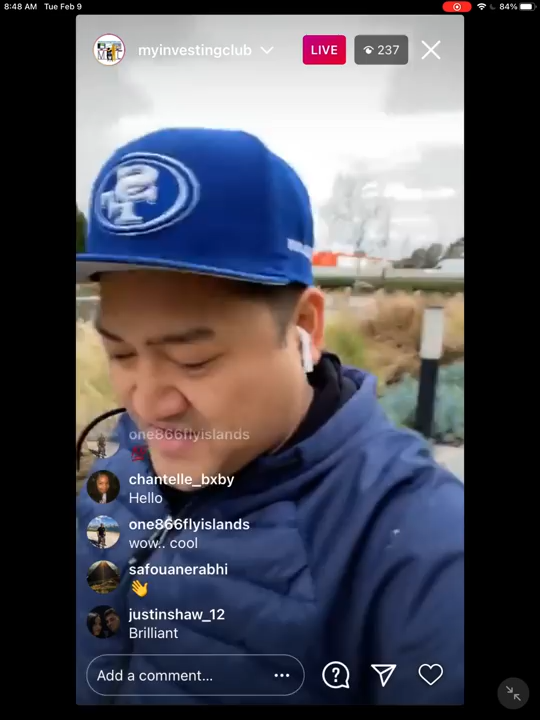 8:48 AM Tue Feb 9
84%
myinvestingclub
LIVE
237
one866flyislands
💯
chantelle_bxby
Hello
one866flyislands
wow.. cool
safouanerabhi
👋
justinshaw_12
Brilliant
Add a comment...